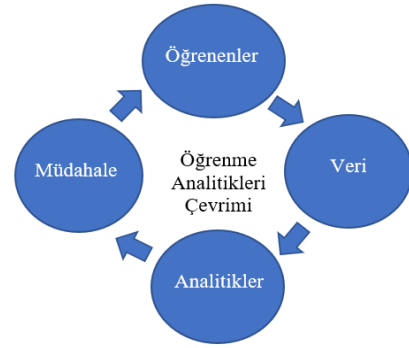 Öğrenenler
Veri
Analitikler
Müdahale
Öğrenme
Analitikleri
Çevrimi